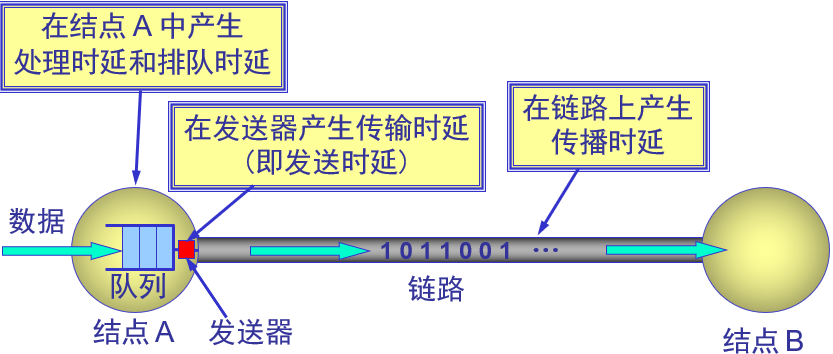 在结点 A 中产生
处理时延和排队时延
在发送器产生传输时延
（即发送时延）
在链路上产生
传播时延
数据
1 0 1 1 0 0 1 …
队列
链路
结点 A
发送器
结点 B